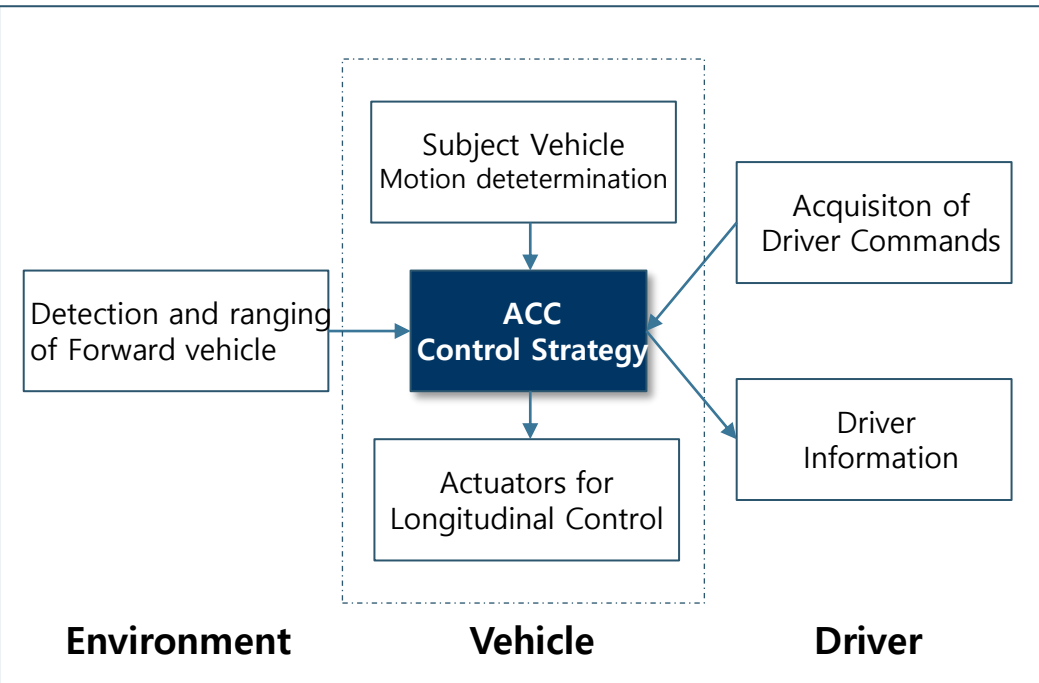 Subject Vehicle
Motion detetermination
Acquisiton of
Driver Commands
Detection and ranging
of Forward vehicle
ACC
Control Strategy
Driver
Information
Actuators for
Longitudinal Control
Environment
Vehicle
Driver